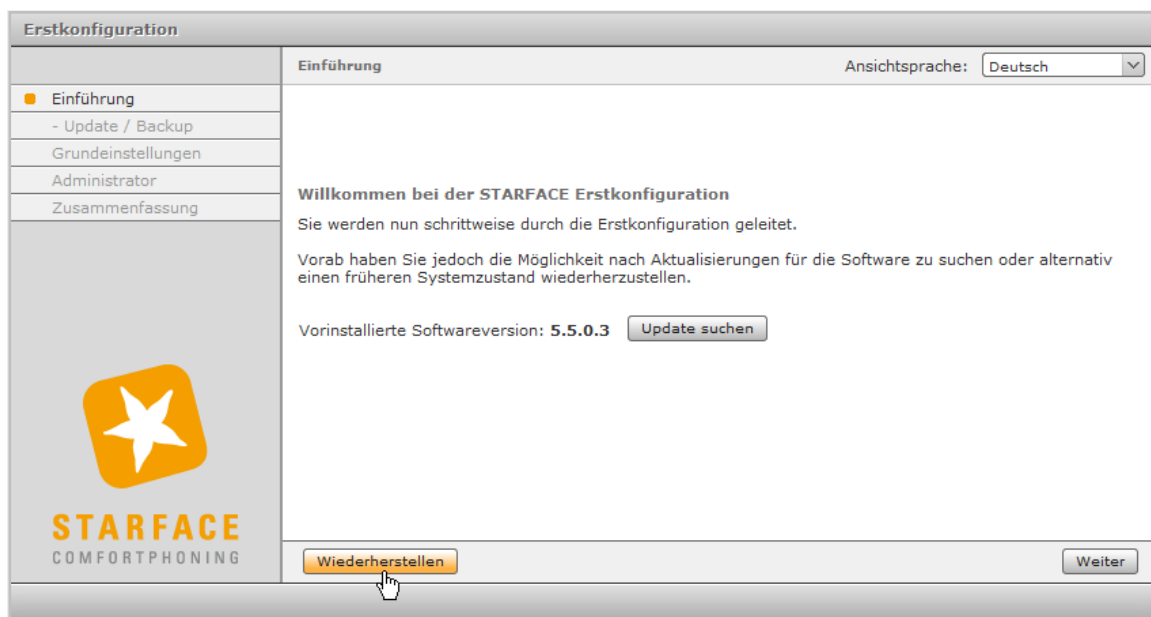 Erstkonfiguration
Einführung
Ansichtsprache:
Deutsch
Einführung
- Update / Backup
Grundeinstellungen
Administrator
Zusammenfassung
Willkommen bei der STARFACE Erstkonfiguration
Sie werden nun schrittweise durch die Erstkonfiguration geleitet.
Vorab haben Sie jedoch die Möglichkeit nach Aktualisierungen für die Software zu suchen oder alternativ
einen früheren Systemzustand wiederherzustellen.
Vorinstallierte Softwareversion: 5.5.0.3
Update suchen
STARFACE
COMFORTPHONING
Wiederherstellen
Weiter